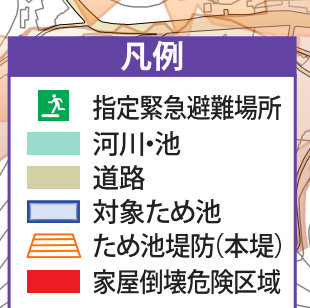 凡例
指定緊急避難場所
河川・池
道路
対象ため池
ため池堤防(本堤)
家屋倒壊危険区域